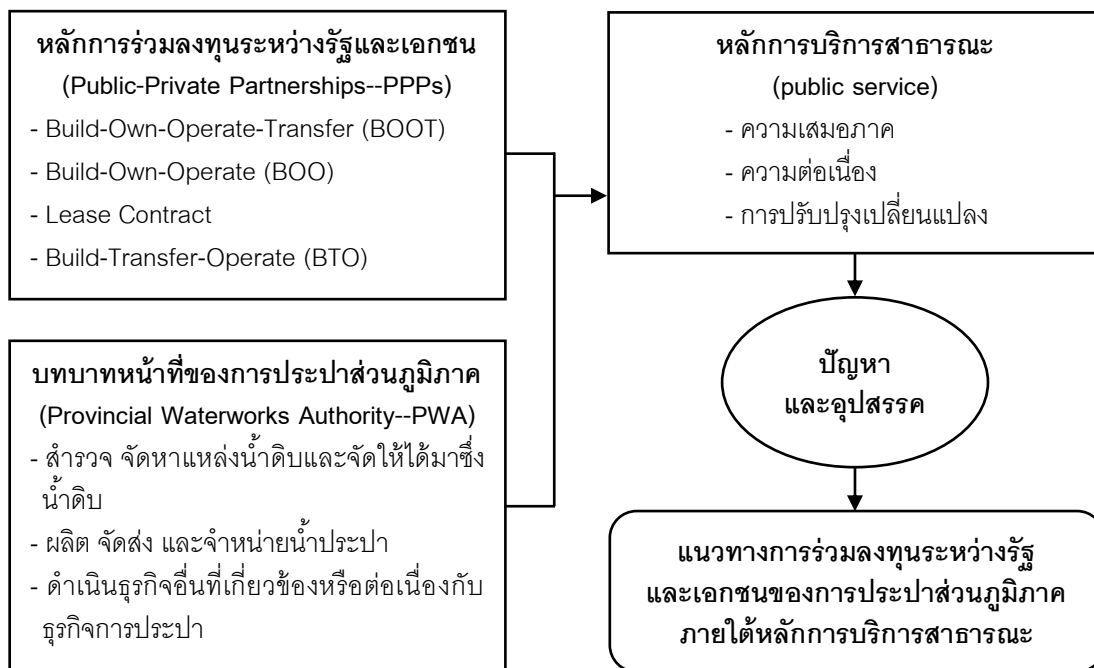 หลักการร่วมลงทุนระหว่างรัฐและเอกชน
(Public-Private Partnerships--PPPs)
- Build-Own-Operate-Transfer (BOOT)
- Build-Own-Operate (BOO)
- Lease Contract
- Build-Transfer-Operate (BTO)
บทบาทหน้าที่ของการประปาส่วนภูมิภาค
(Provincial Waterworks Authority--PWA)
- สำรวจ จัดหาแหล่งน้ำดิบและจัดให้ได้มาซึ่ง
น้ำดิบ
- ผลิต จัดส่ง และจำหน่ายน้ำประปา
- ดำเนินธุรกิจอื่นที่เกี่ยวข้องหรือต่อเนื่องกับ
ธุรกิจการประปา
หลักการบริการสาธารณะ
(public service)
- ความเสมอภาค
- ความต่อเนื่อง
- การปรับปรุงเปลี่ยนแปลง
ปัญหา
และอุปสรรค
แนวทางการร่วมลงทุนระหว่างรัฐ
และเอกชนของการประปาส่วนภูมิภาค
ภายใต้หลักการบริการสาธารณะ